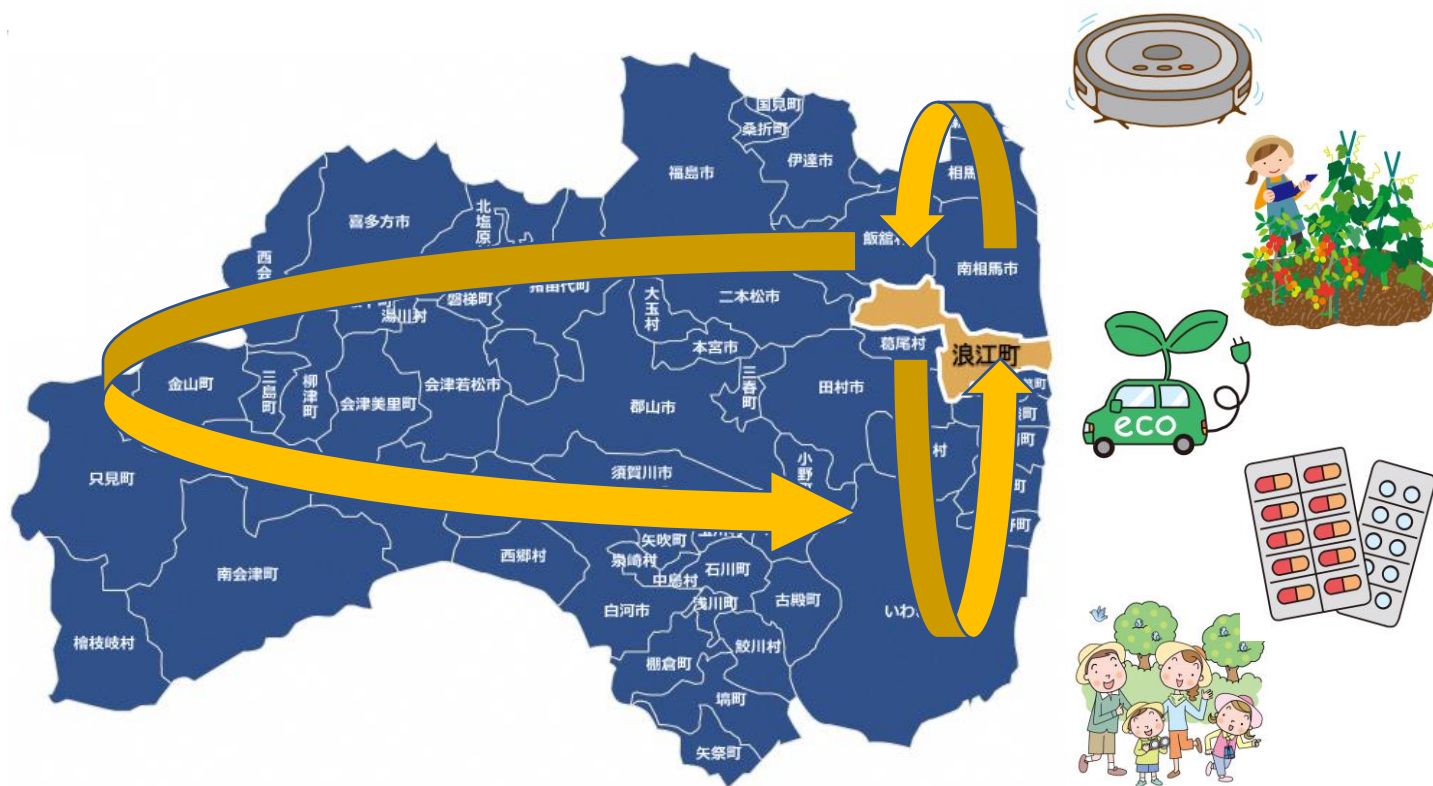 国見町
桑折町
伊達市
福島市
相馬
北塩原
喜多方市
飯舘村
南相馬市
西会
猪苗代町
磐梯町
湯川村
大玉村
二本松市
本宮市
葛尾村
浪江町
三春町
田村市
金山町
三島町
柳津町
会津美里町
会津若松市
郡山市
只見町
須賀川市
小野町
村
町
町
西郷村
矢吹町
泉崎村
中島村
石川町
南会津町
白河市
浅川町
古殿町
いわ
檜枝岐村
棚倉町
鮫川村
塙町
矢祭町
eco